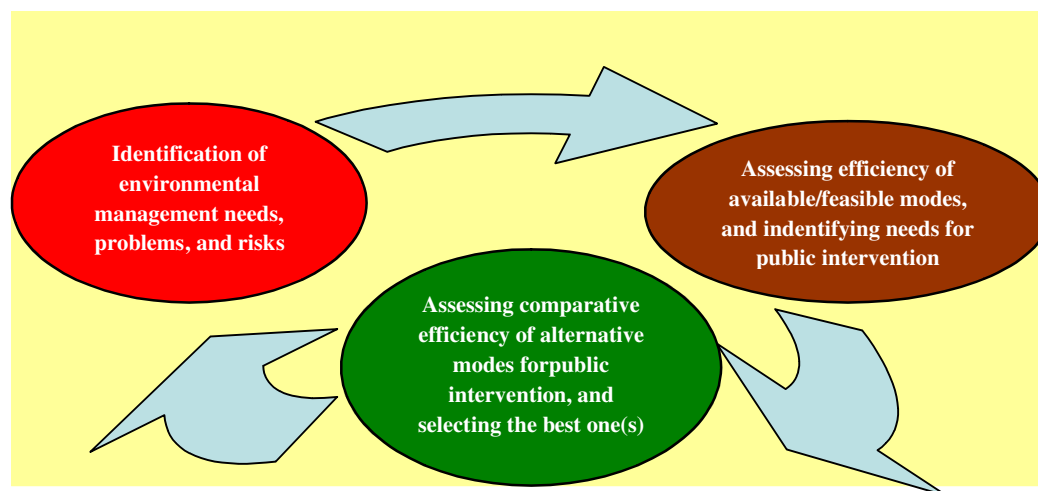 Identification of
environmental
management needs,
problems, and risks
Assessing efficiency of
available/feasible modes,
and indentifying needs for
public intervention
Assessing comparative
efficiency of alternative
modes forpublic
intervention, and
selecting the best one(s)